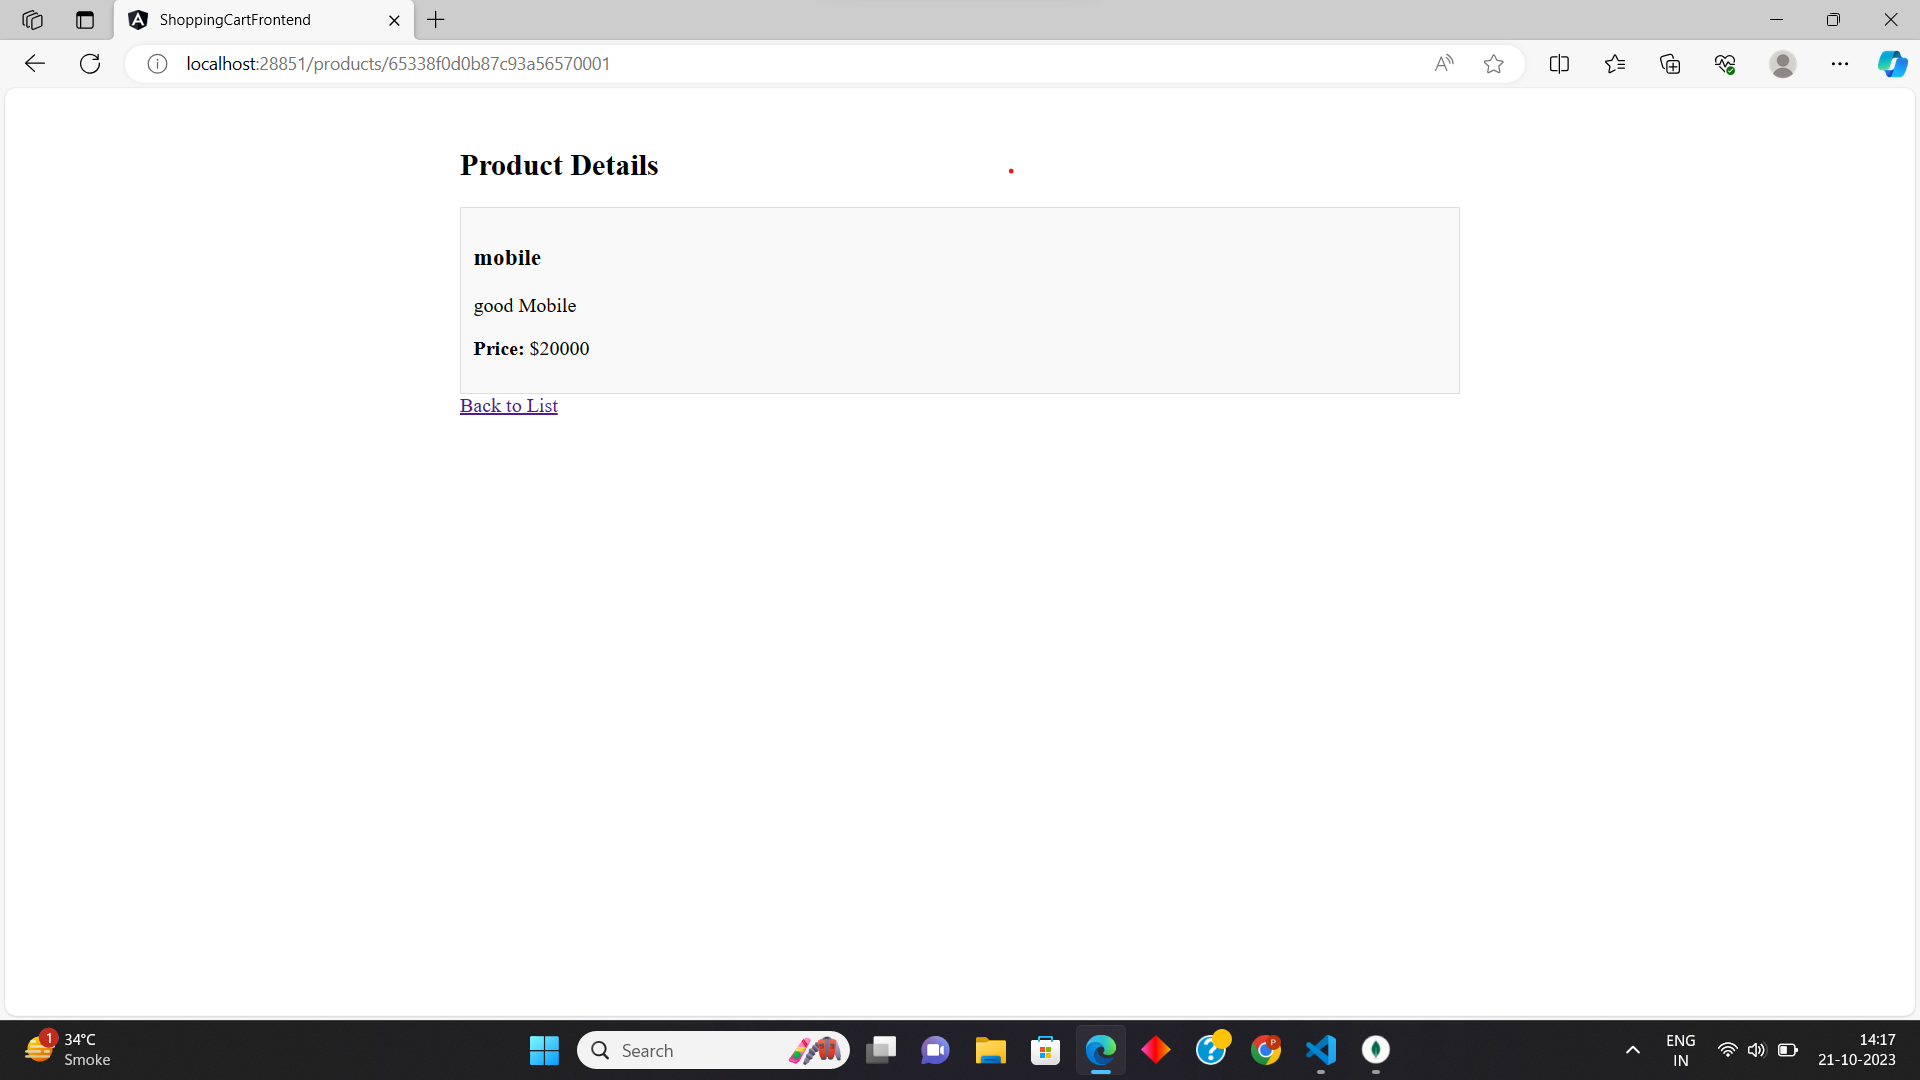 ShoppingCartFrontend
localhost:28851/products/65338f0d0b87c93a56570001
Product Details
mobile
good Mobile
Price: $20000
Back to List
1
34°C
Smoke
Search
P
ENG
IN
14:17
21-10-2023